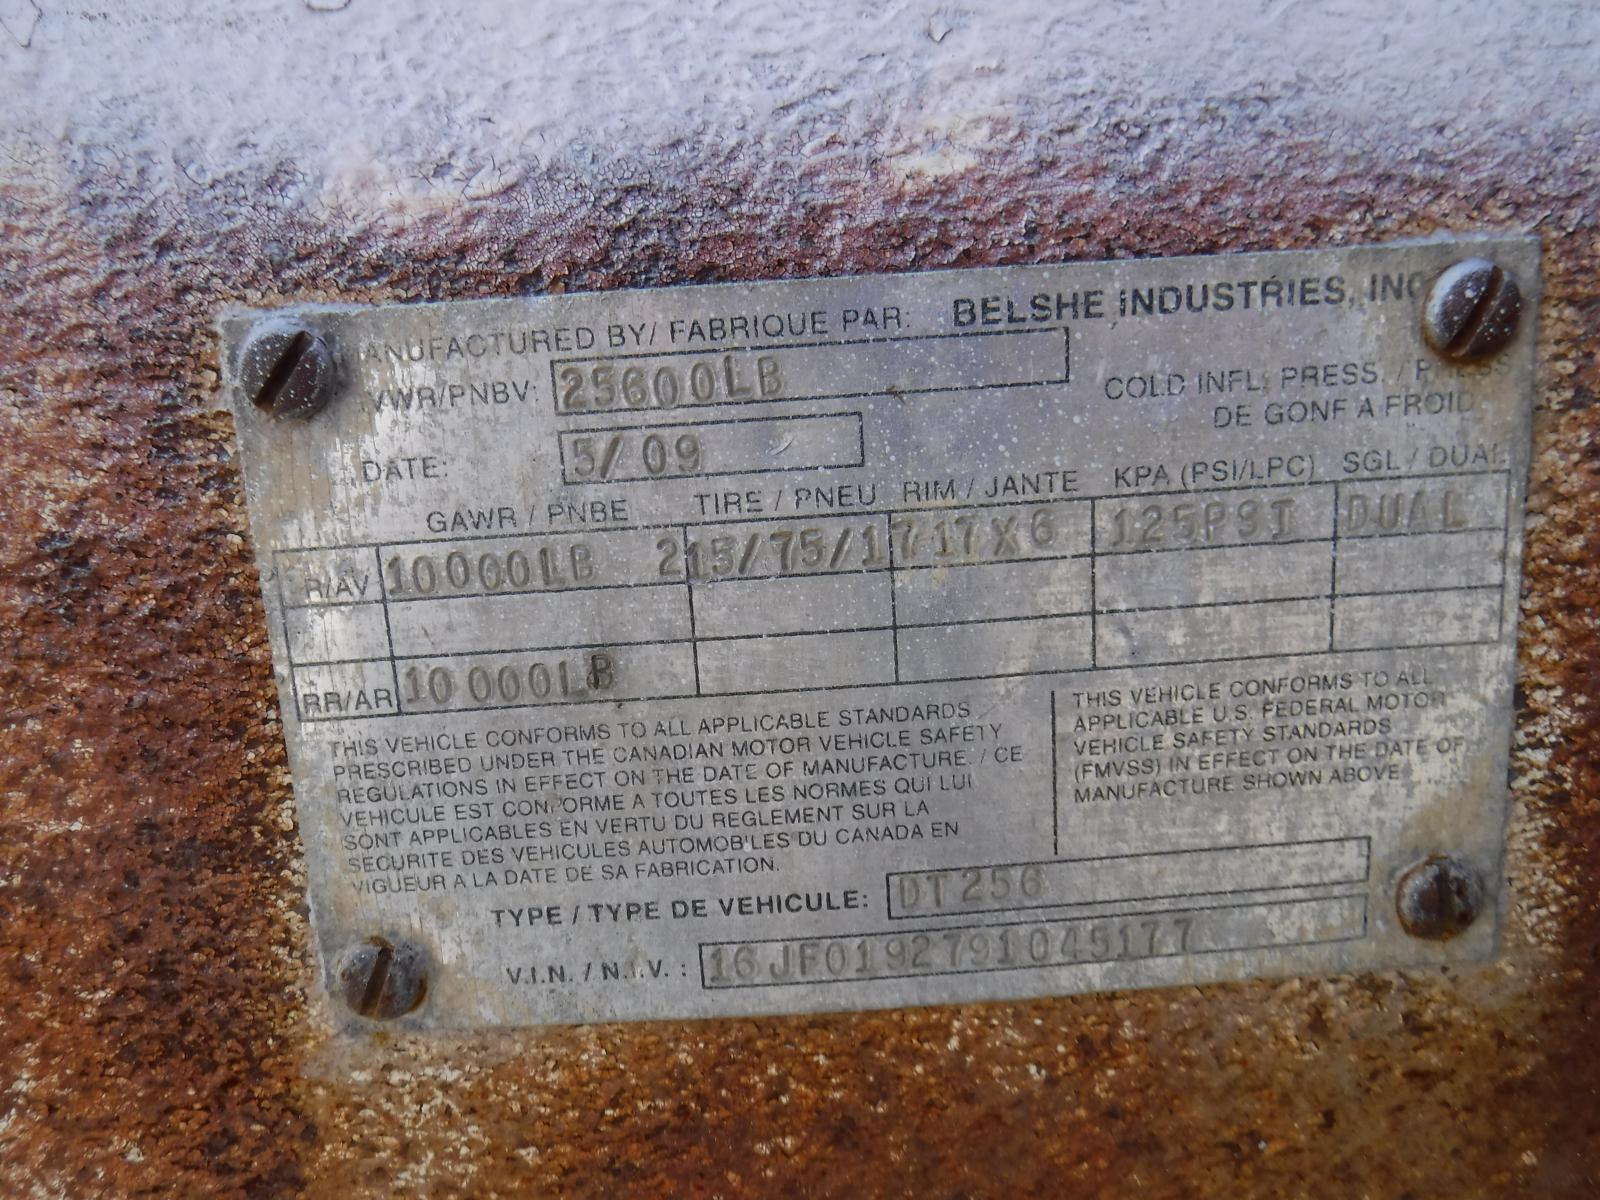 MANUFACTURED BY/ FABRIQUE PAR: BELSHE INDUSTRIES, INC
VWR/PNBV: 25600LB
COLD INFL. PRESS. / PRESS
DE GONF A FROID
DATE: 5/09
GAWR / PNBE TIRE / PNEU RIM / JANTE KPA (PSI/LPC) SGL / DUAL
R/AV 10000LB 215/75/17 17X6 125PSI DUAL
RR/AR 10000LB
THIS VEHICLE CONFORMS TO ALL APPLICABLE STANDARDS
PRESCRIBED UNDER THE CANADIAN MOTOR VEHICLE SAFETY
REGULATIONS IN EFFECT ON THE DATE OF MANUFACTURE. / CE
VEHICULE EST CONFORME A TOUTES LES NORMES QUI LUI
SONT APPLICABLES EN VERTU DU REGLEMENT SUR LA
SECURITE DES VEHICULES AUTOMOBILES DU CANADA EN
VIGUEUR A LA DATE DE SA FABRICATION.
THIS VEHICLE CONFORMS TO ALL
APPLICABLE U.S. FEDERAL MOTOR
VEHICLE SAFETY STANDARDS
(FMVSS) IN EFFECT ON THE DATE OF
MANUFACTURE SHOWN ABOVE
TYPE / TYPE DE VEHICULE: DT256
V.I.N. / N.I.V. : 16JF0192791045177